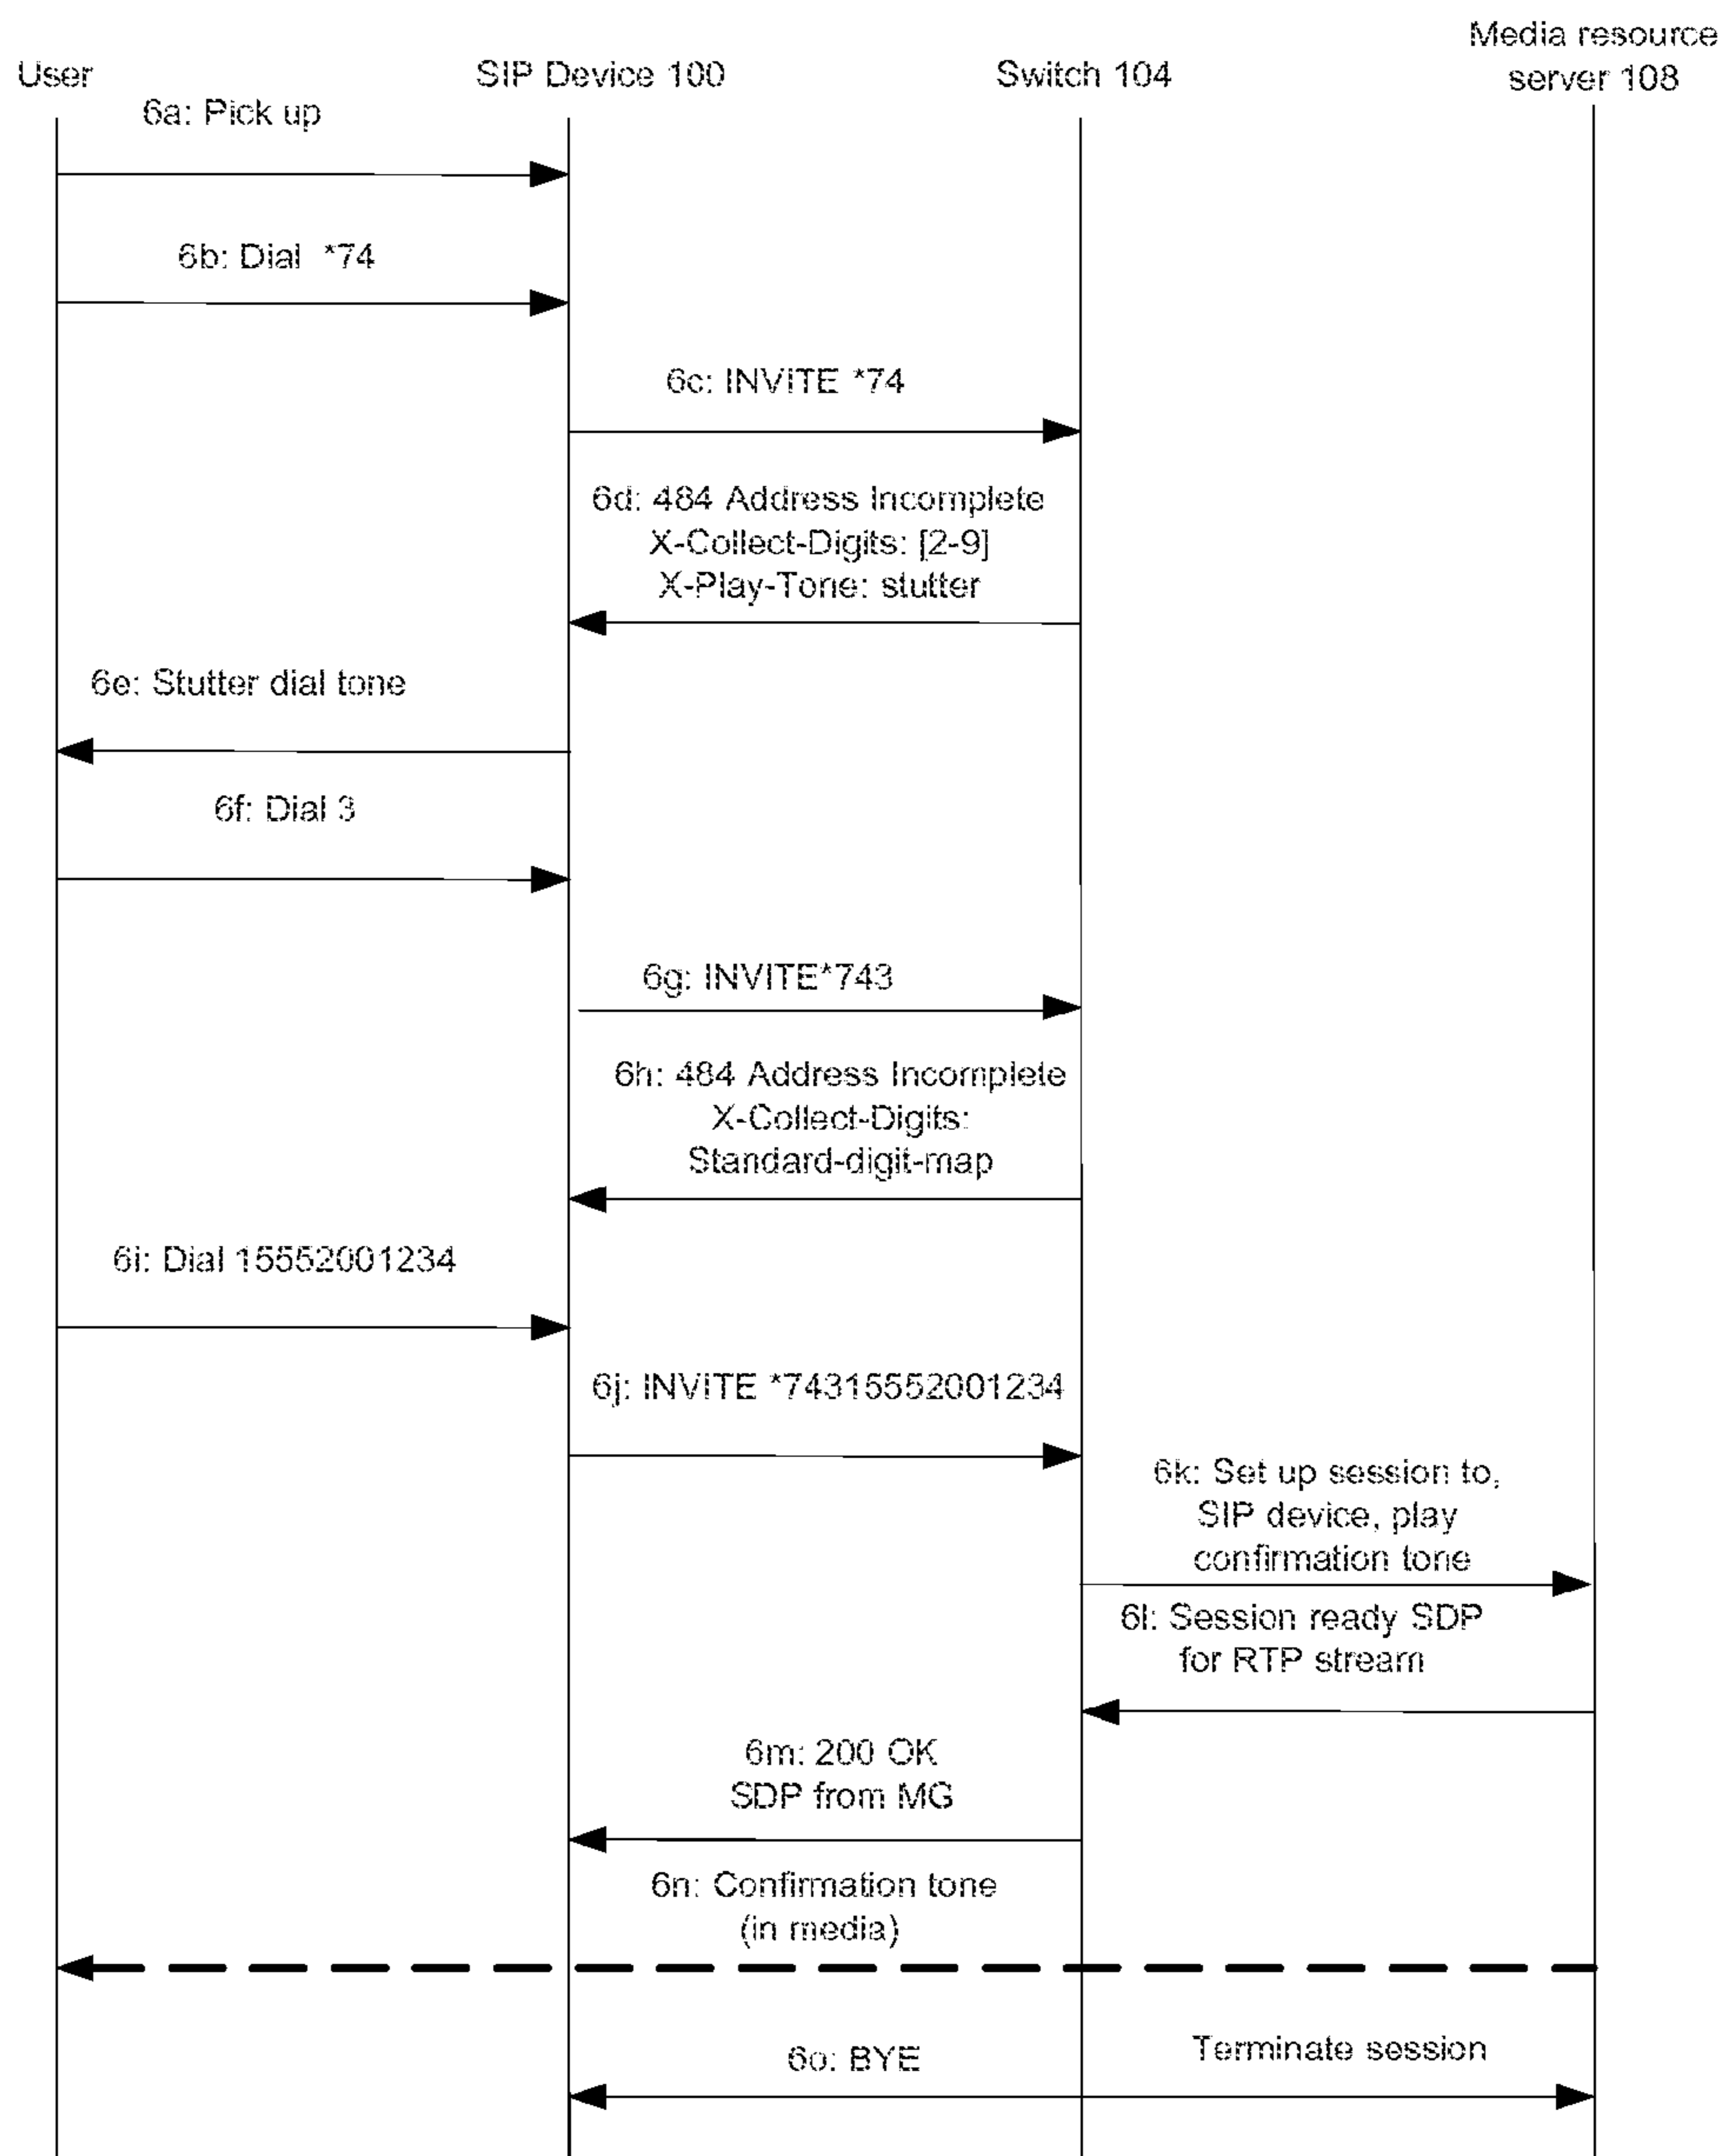 Media resource
User
SIP Device 100
Switch 104
server 108
6a: Pick up
6b: Dial *74
6c: INVITE *74
6d: 484 Address Incomplete
X-Collect-Digits: [2-9]
X-Play-Tone: stutter
6e: Stutter dial tone
6f: Dial 3
6g: INVITE*743
6h: 484 Address Incomplete
X-Collect-Digits:
Standard-digit-map
6i: Dial 15552001234
6j: INVITE *74315552001234
6k: Set up session to,
SIP device, play
confirmation tone
6l: Session ready SDP
for RTP stream
6m: 200 OK
SDP from MG
6n: Confirmation tone
(in media)
6o: BYE
Terminate session